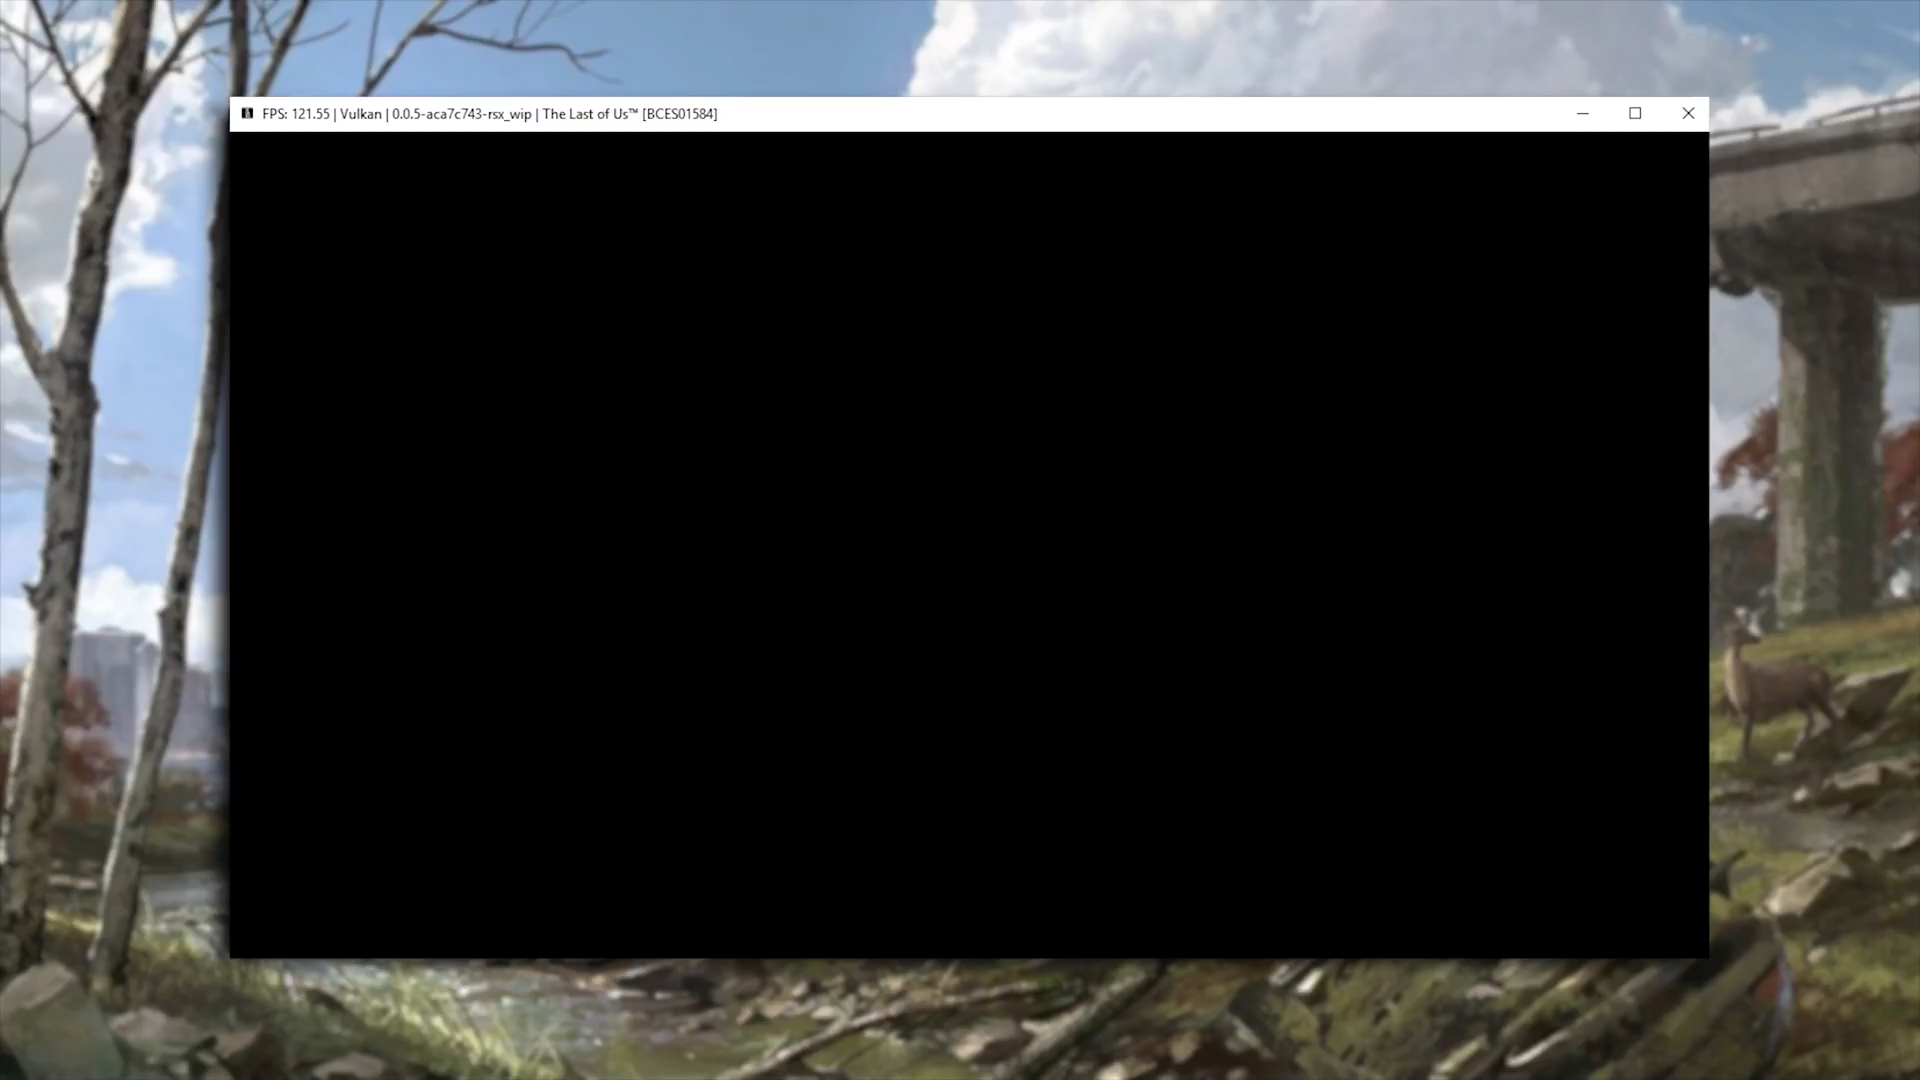 FPS: 121.55 | Vulkan | 0.0.5-aca7c743-rsx_wip | The Last of Us™ [BCES01584]